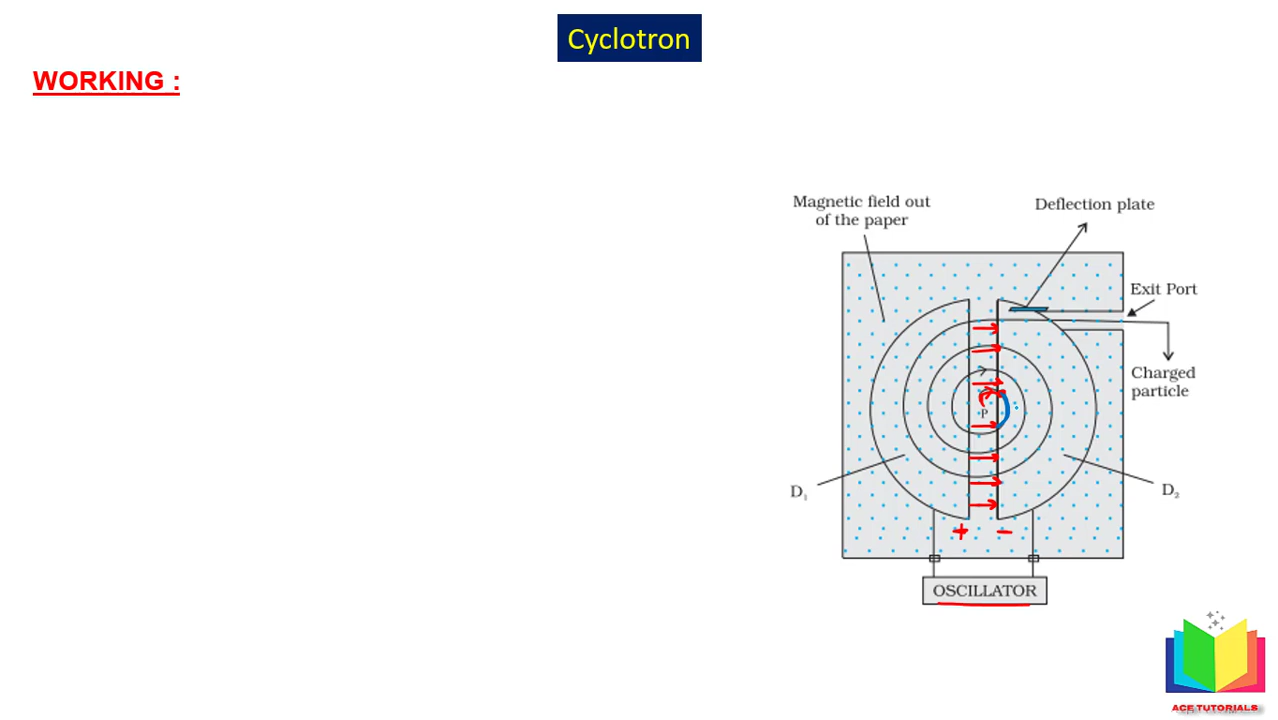 Cyclotron
WORKING :
Magnetic field out
of the paper
Deflection plate
Exit Port
Charged
particle
P
D₁
D₂
+ −
OSCILLATOR
ACE TUTORIALS